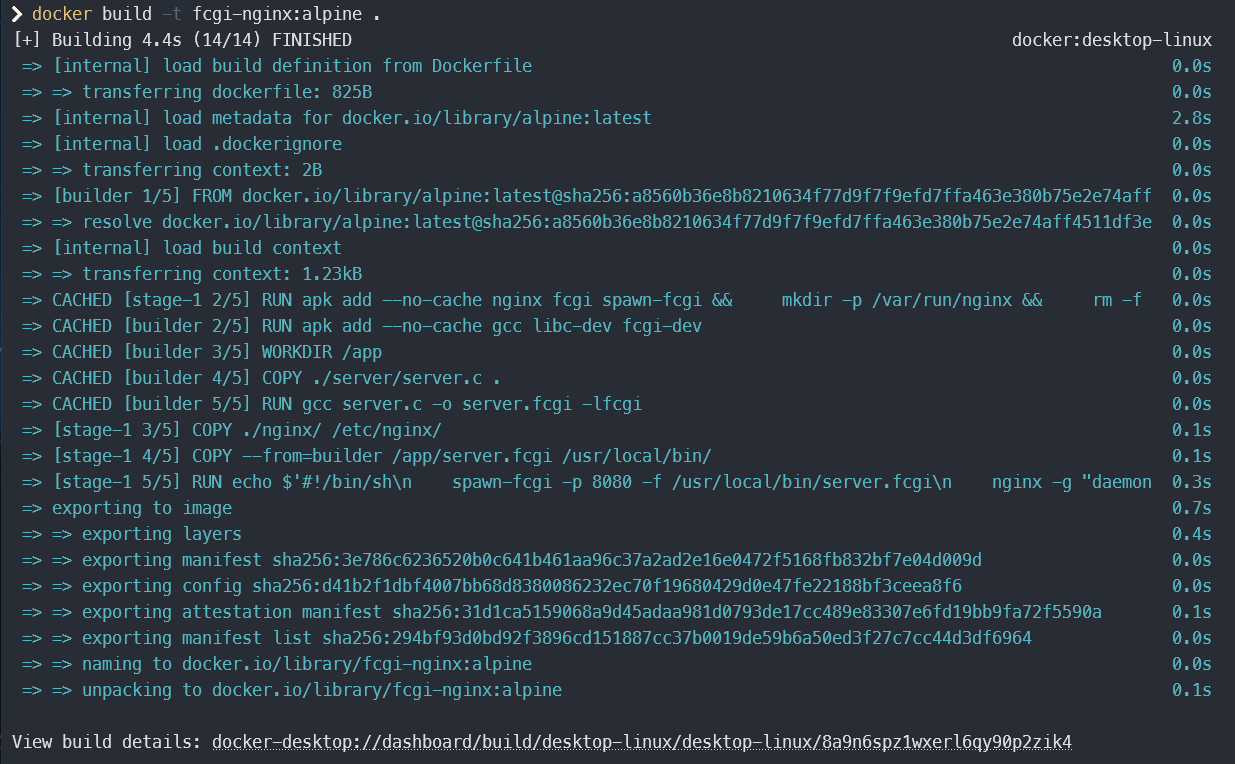 ❯ docker build -t fcgi-nginx:alpine .
[+] Building 4.4s (14/14) FINISHED docker:desktop-linux
=> [internal] load build definition from Dockerfile 0.0s
=> => transferring dockerfile: 825B 0.0s
=> [internal] load metadata for docker.io/library/alpine:latest 2.8s
=> [internal] load .dockerignore 0.0s
=> => transferring context: 2B 0.0s
=> [builder 1/5] FROM docker.io/library/alpine:latest@sha256:a8560b36e8b8210634f77d9f7f9efd7ffa463e380b75e2e74aff 0.0s
=> => resolve docker.io/library/alpine:latest@sha256:a8560b36e8b8210634f77d9f7f9efd7ffa463e380b75e2e74aff4511df3e 0.0s
=> [internal] load build context 0.0s
=> => transferring context: 1.23kB 0.0s
=> CACHED [stage-1 2/5] RUN apk add --no-cache nginx fcgi spawn-fcgi &&     mkdir -p /var/run/nginx &&     rm -f 0.0s
=> CACHED [builder 2/5] RUN apk add --no-cache gcc libc-dev fcgi-dev 0.0s
=> CACHED [builder 3/5] WORKDIR /app 0.0s
=> CACHED [builder 4/5] COPY ./server/server.c . 0.0s
=> CACHED [builder 5/5] RUN gcc server.c -o server.fcgi -lfcgi 0.0s
=> [stage-1 3/5] COPY ./nginx/ /etc/nginx/ 0.1s
=> [stage-1 4/5] COPY --from=builder /app/server.fcgi /usr/local/bin/ 0.1s
=> [stage-1 5/5] RUN echo $'#!/bin/sh\n    spawn-fcgi -p 8080 -f /usr/local/bin/server.fcgi\n    nginx -g "daemon 0.3s
=> exporting to image 0.7s
=> => exporting layers 0.4s
=> => exporting manifest sha256:3e786c6236520b0c641b461aa96c37a2ad2e16e0472f5168fb832bf7e04d009d 0.0s
=> => exporting config sha256:d41b2f1dbf4007bb68d8380086232ec70f19680429d0e47fe22188bf3ceea8f6 0.0s
=> => exporting attestation manifest sha256:31d1ca5159068a9d45adaa981d0793de17cc489e83307e6fd19bb9fa72f5590a 0.1s
=> => exporting manifest list sha256:294bf93d0bd92f3896cd151887cc37b0019de59b6a50ed3f27c7cc44d3df6964 0.0s
=> => naming to docker.io/library/fcgi-nginx:alpine 0.0s
=> => unpacking to docker.io/library/fcgi-nginx:alpine 0.1s
View build details: docker-desktop://dashboard/build/desktop-linux/desktop-linux/8a9n6spz1wxerl6qy90p2zik4